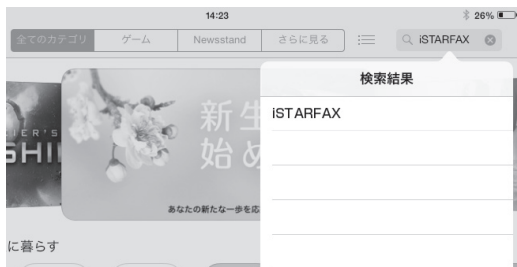 14:23
26%
全てのカテゴリ ゲーム Newsstand さらに見る iSTARFAX
検索結果
iSTARFAX
新生
始め
あなたの新たな一歩を応
に暮らす